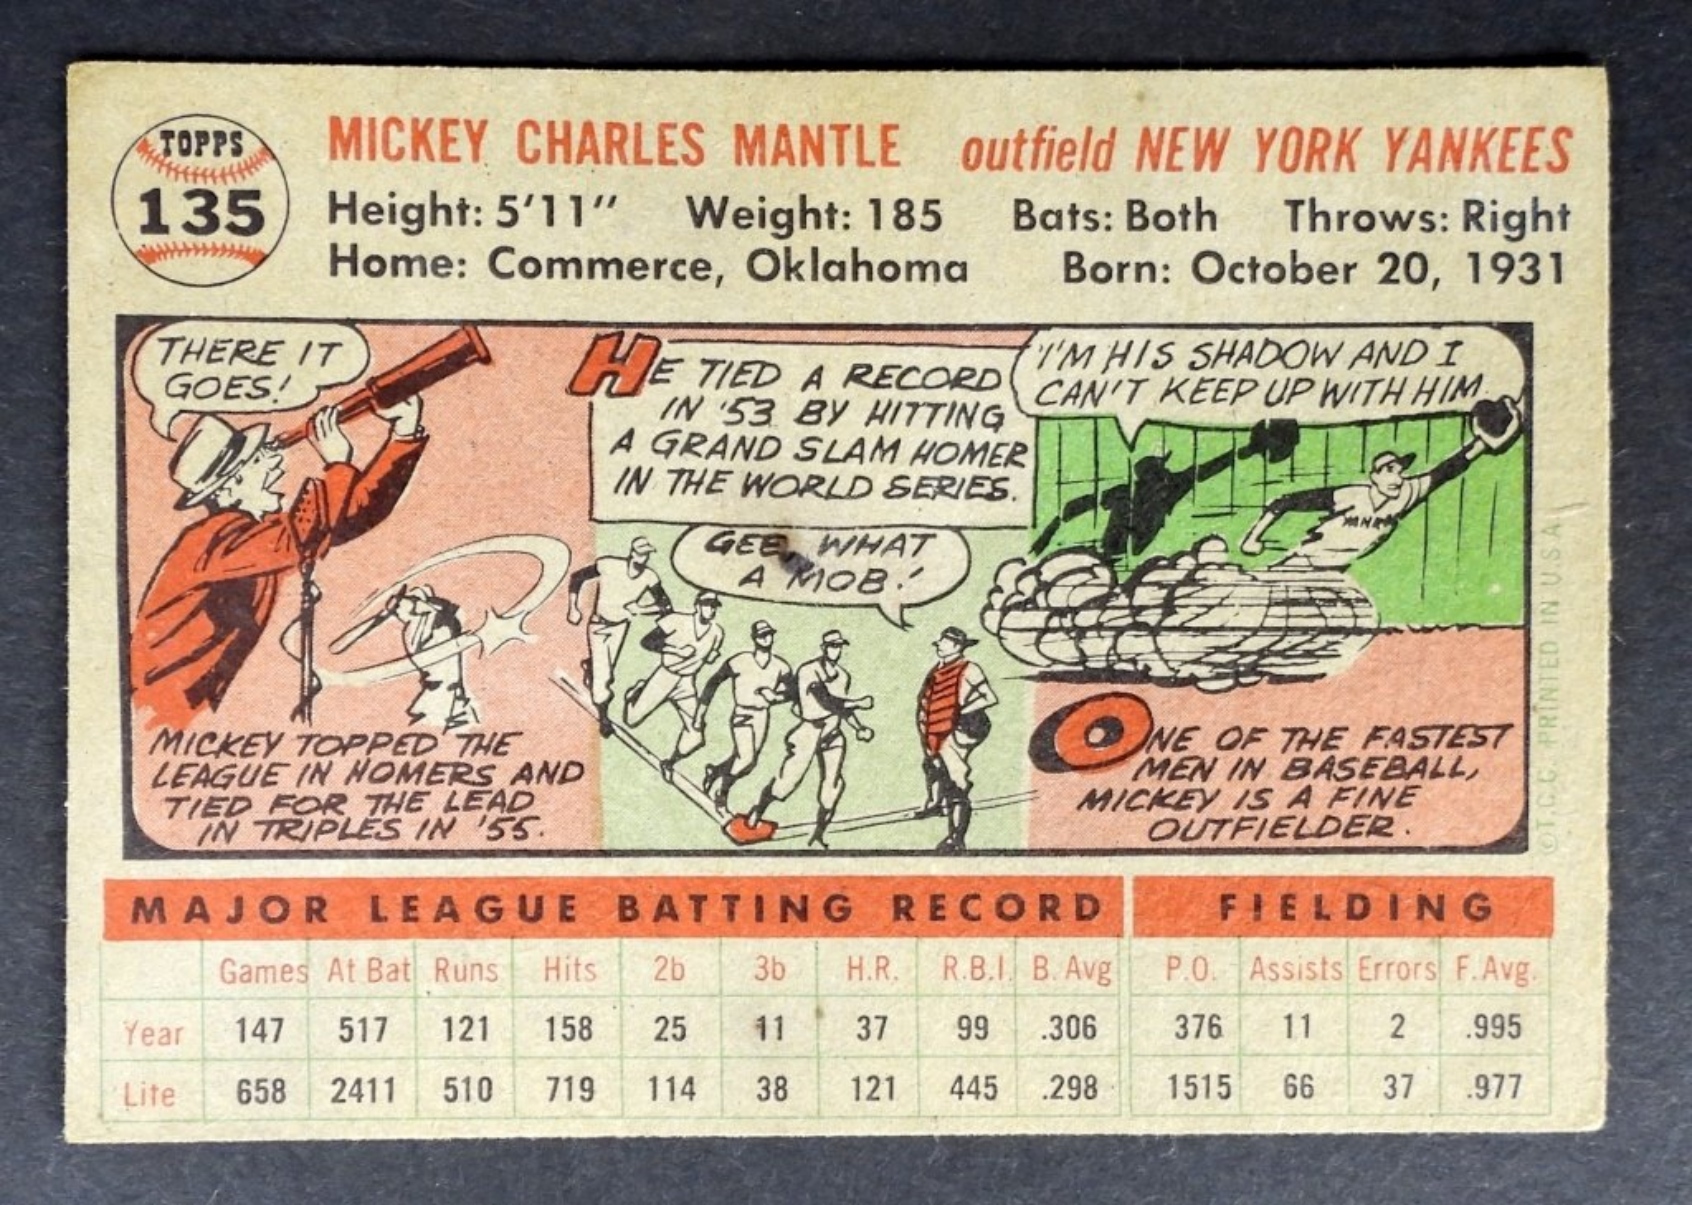 TOPPS
135
MICKEY CHARLES MANTLE outfield NEW YORK YANKEES
Height: 5'11" Weight: 185 Bats: Both Throws: Right
Home: Commerce, Oklahoma Born: October 20, 1931
THERE IT
GOES!
MICKEY TOPPED THE
LEAGUE IN HOMERS AND
TIED FOR THE LEAD
IN TRIPLES IN '55.
HE TIED A RECORD
IN '53 BY HITTING
A GRAND SLAM HOMER
IN THE WORLD SERIES.
GEE, WHAT
A MOB!
I'M HIS SHADOW AND I
CAN'T KEEP UP WITH HIM.
ONE OF THE FASTEST
MEN IN BASEBALL,
MICKEY IS A FINE
OUTFIELDER.
© T.C.G. PRINTED IN U.S.A.
MAJOR LEAGUE BATTING RECORD FIELDING
Games At Bat Runs Hits 2b 3b H.R. R.B.I. B. Avg P.O. Assists Errors F. Avg.
Year 147 517 121 158 25 11 37 99 .306 376 11 2 .995
Life 658 2411 510 719 114 38 121 445 .298 1515 66 37 .977